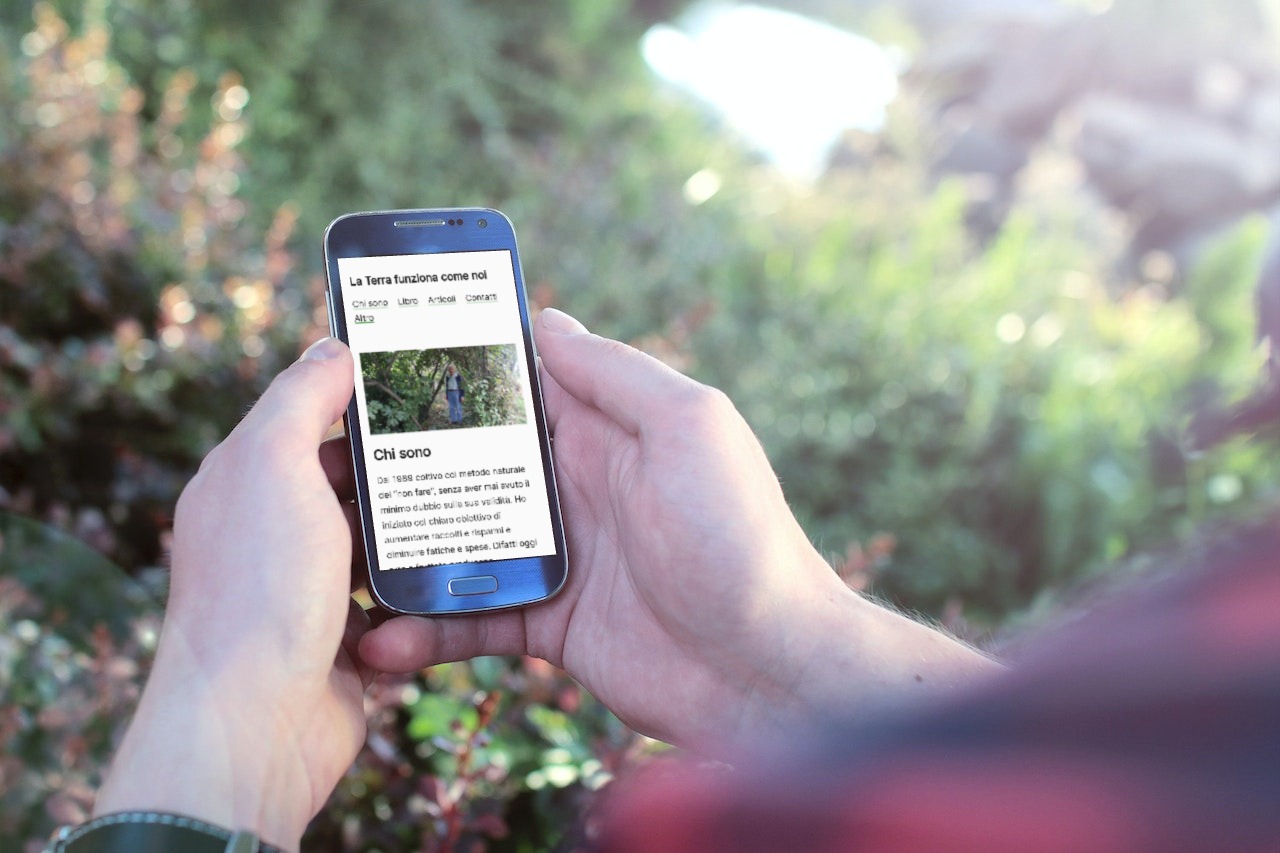 La Terra funziona come noi
Chi sono Libro Articoli Contatti
Altro
Chi sono
Dal 1988 coltivo col metodo naturale
del "non fare", senza aver mai avuto il
minimo dubbio sulla sua validità. Ho
iniziato col chiaro obiettivo di
aumentare raccolti e risparmi e
diminuire fatiche e spese. Difatti oggi